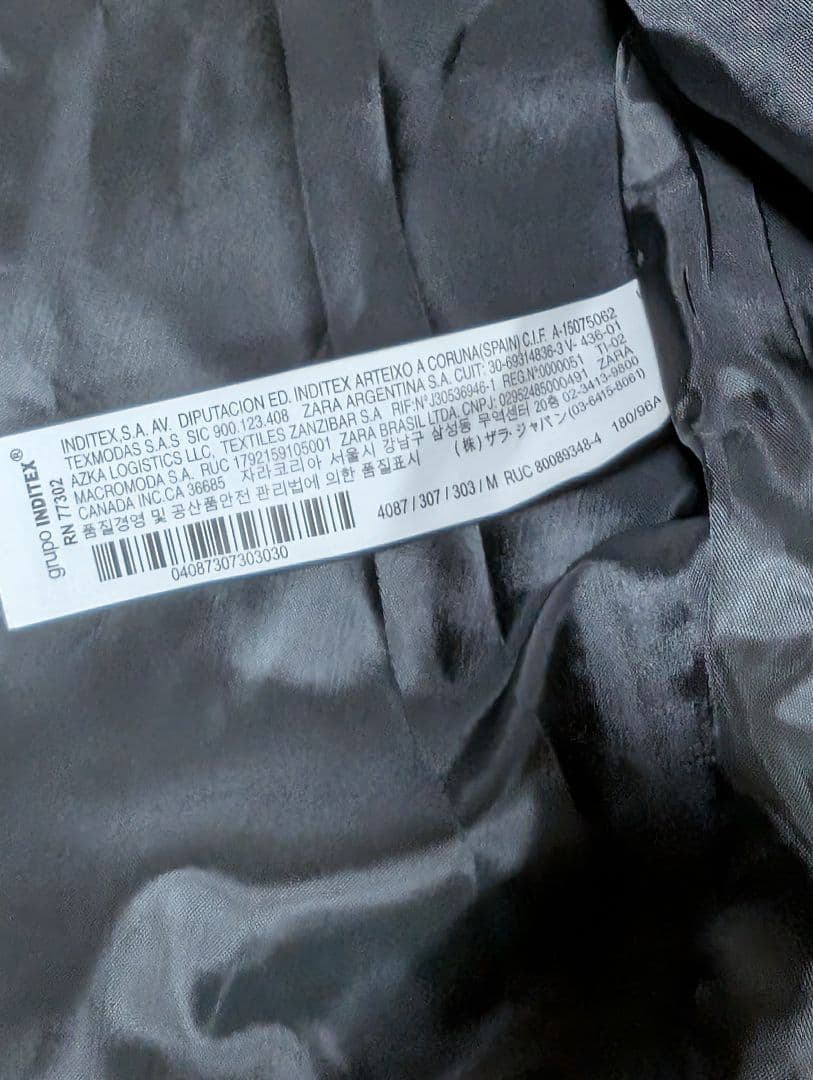 grupo INDITEX®
RN 77302
INDITEX, S.A. AV. DIPUTACION ED. INDITEX ARTEIXO A CORUNA(SPAIN) C.I.F. A-15075062
TEXMODAS S.A.S SIC 900.123.408 ZARA ARGENTINA S.A. CUIT: 30-69314836-3 V- 436-01
AZKA LOGISTICS LLC, TEXTILES ZANZIBAR S.A RIF:Nº J30536946-1 REG.Nº0000051 TI-02
MACROMODA S.A. RUC 1792159105001 ZARA BRASIL LTDA. CNPJ: 02952485000491 ZARA
CANADA INC.CA 36685 자라코리아 서울시 강남구 삼성동 무역센터 20층 02-3413-9800
품질경영 및 공산품안전 관리법에 의한 품질표시 (株) ザラ・ジャパン (03-6415-8061)
4087 / 307 / 303 / M RUC 80089348-4 180/96A
04087307303030